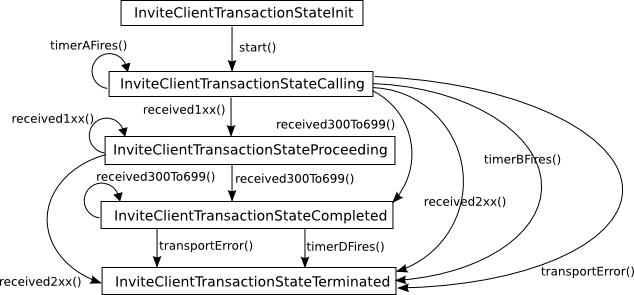 InviteClientTransactionStateInit
start()
timerAFires()
InviteClientTransactionStateCalling
received1xx()
received300To699()
received1xx()
InviteClientTransactionStateProceeding
timerBFires()
received300To699()
received300To699()
received2xx()
InviteClientTransactionStateCompleted
transportError()
timerDFires()
transportError()
received2xx()
InviteClientTransactionStateTerminated